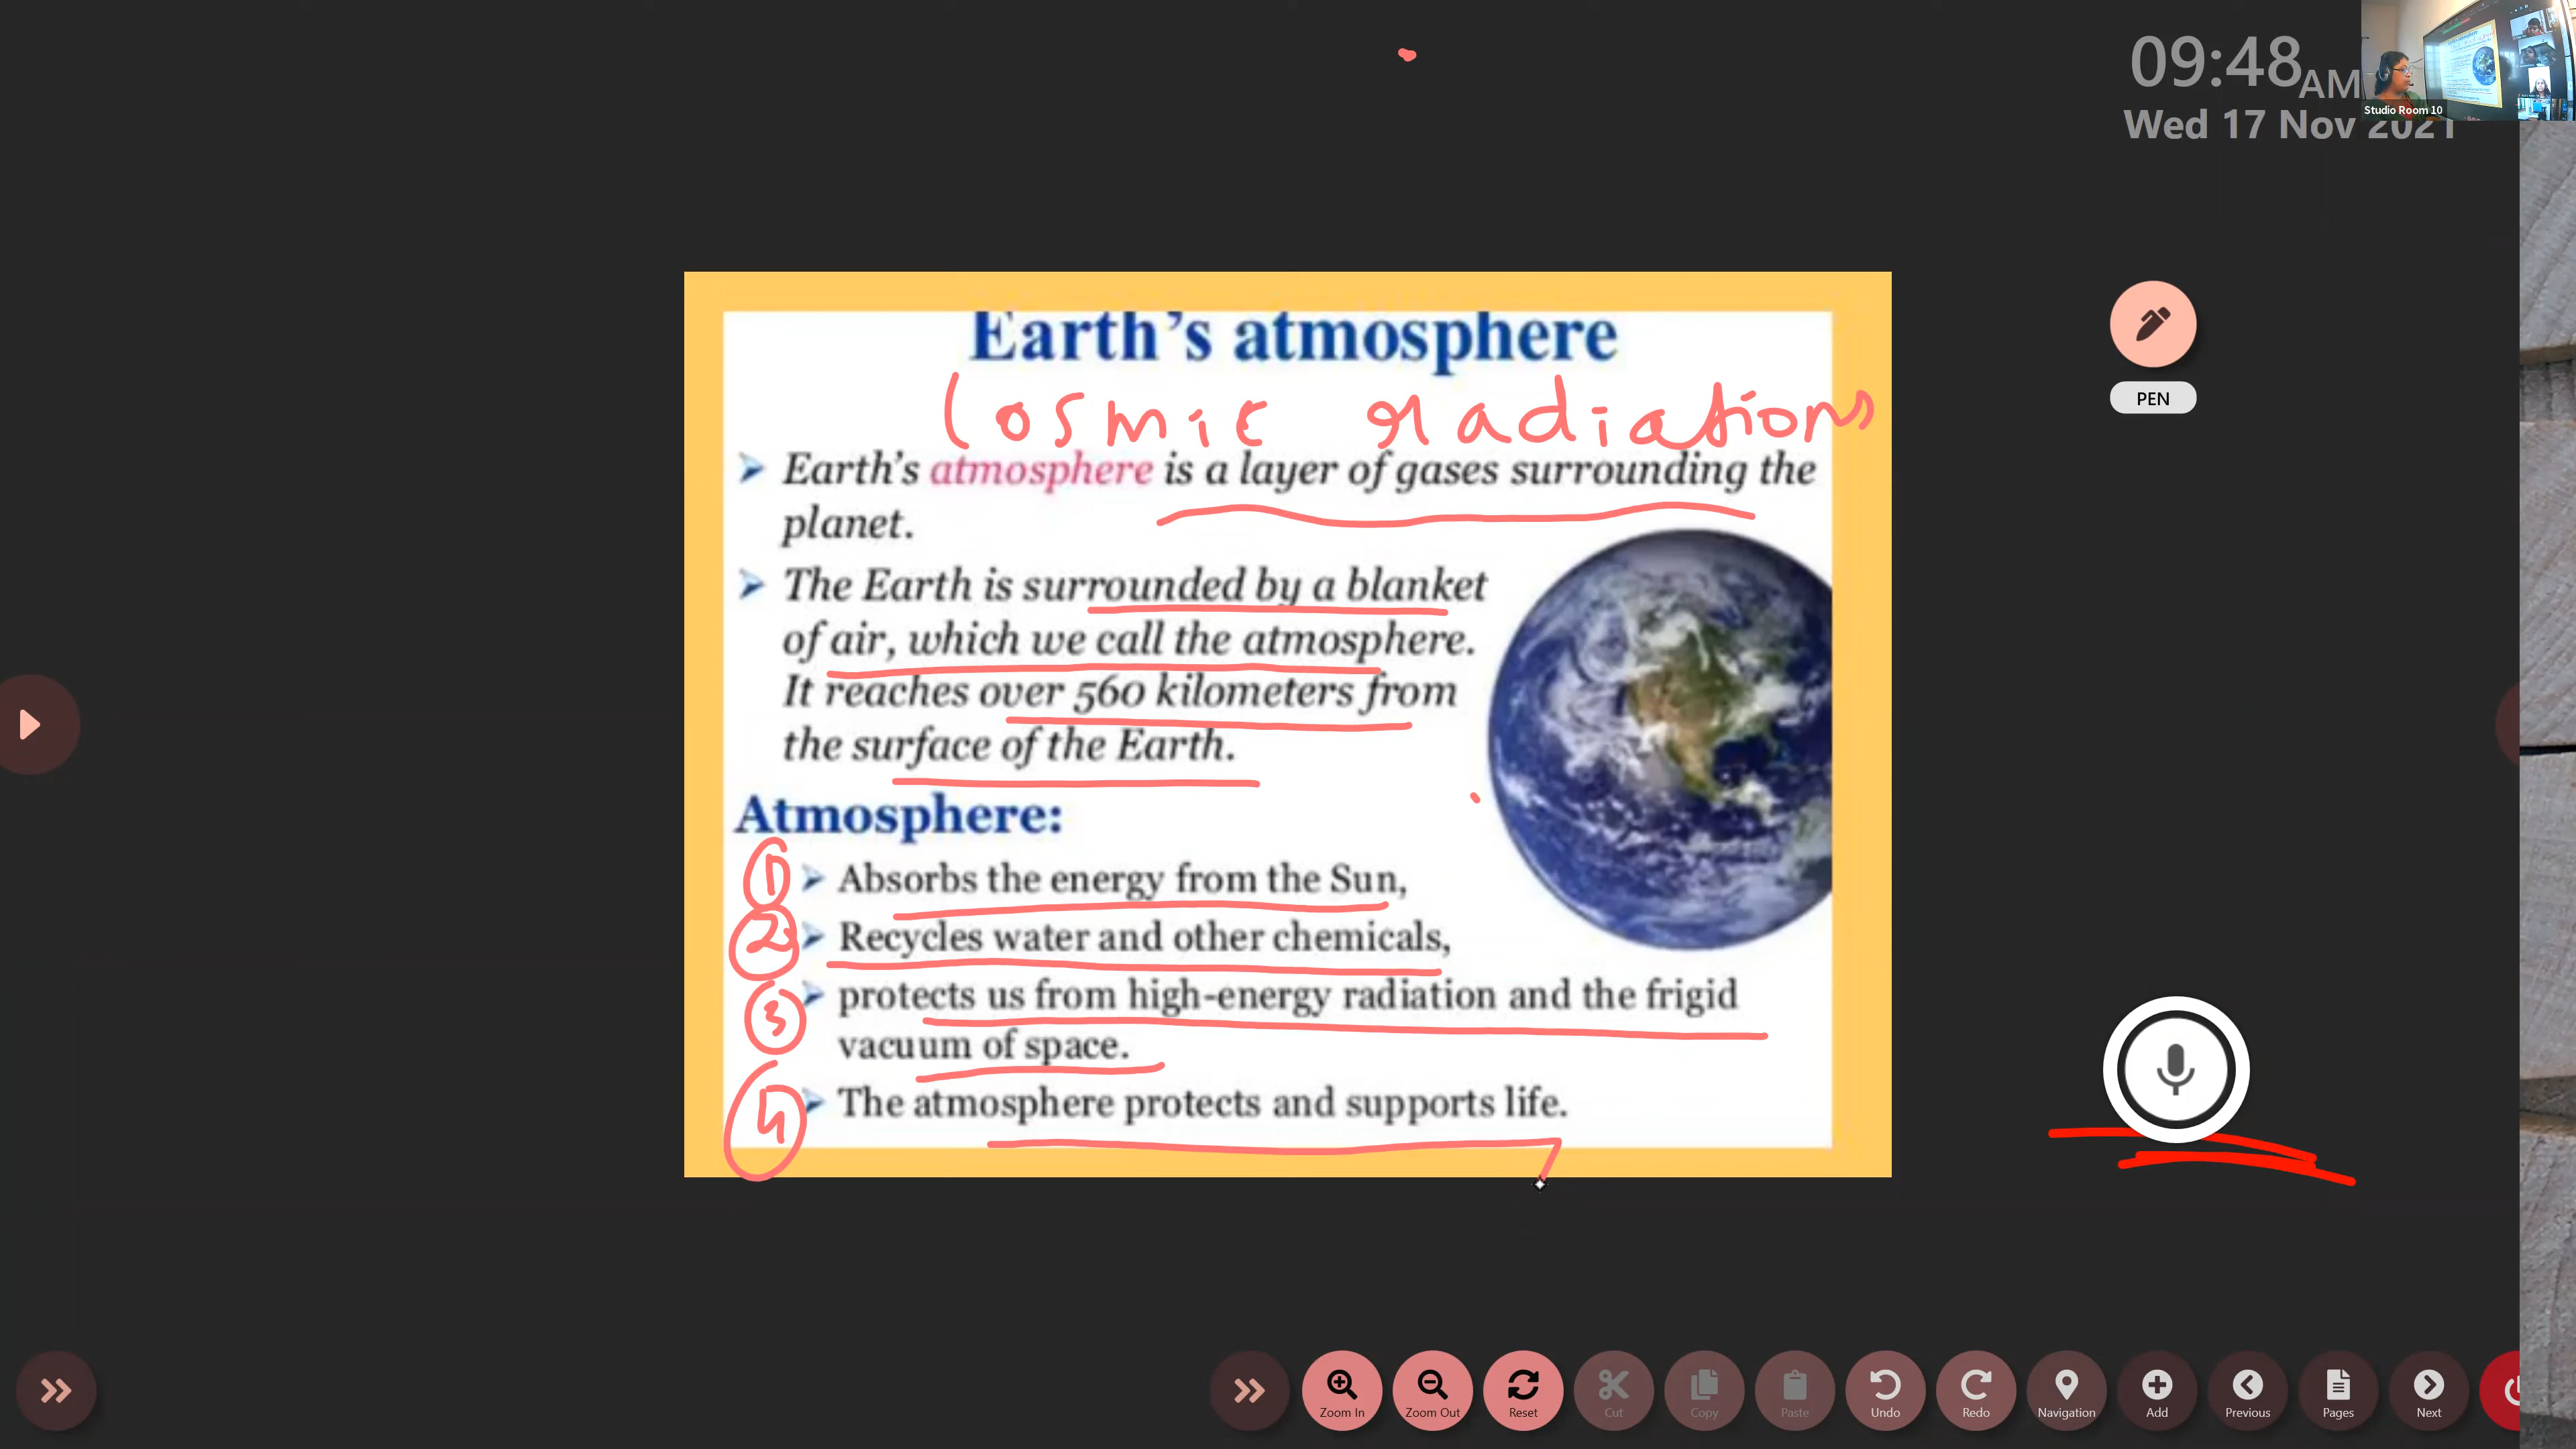 09:48 AM
Wed 17 Nov 2021
Studio Room 10
Earth's atmosphere
Cosmic radiations
Earth's atmosphere is a layer of gases surrounding the
planet.
The Earth is surrounded by a blanket
of air, which we call the atmosphere.
It reaches over 560 kilometers from
the surface of the Earth.
Atmosphere:
1 Absorbs the energy from the Sun,
2 Recycles water and other chemicals,
3 protects us from high-energy radiation and the frigid
vacuum of space.
4 The atmosphere protects and supports life.
PEN
Zoom In
Zoom Out
Reset
Cut
Copy
Paste
Undo
Redo
Navigation
Add
Previous
Pages
Next